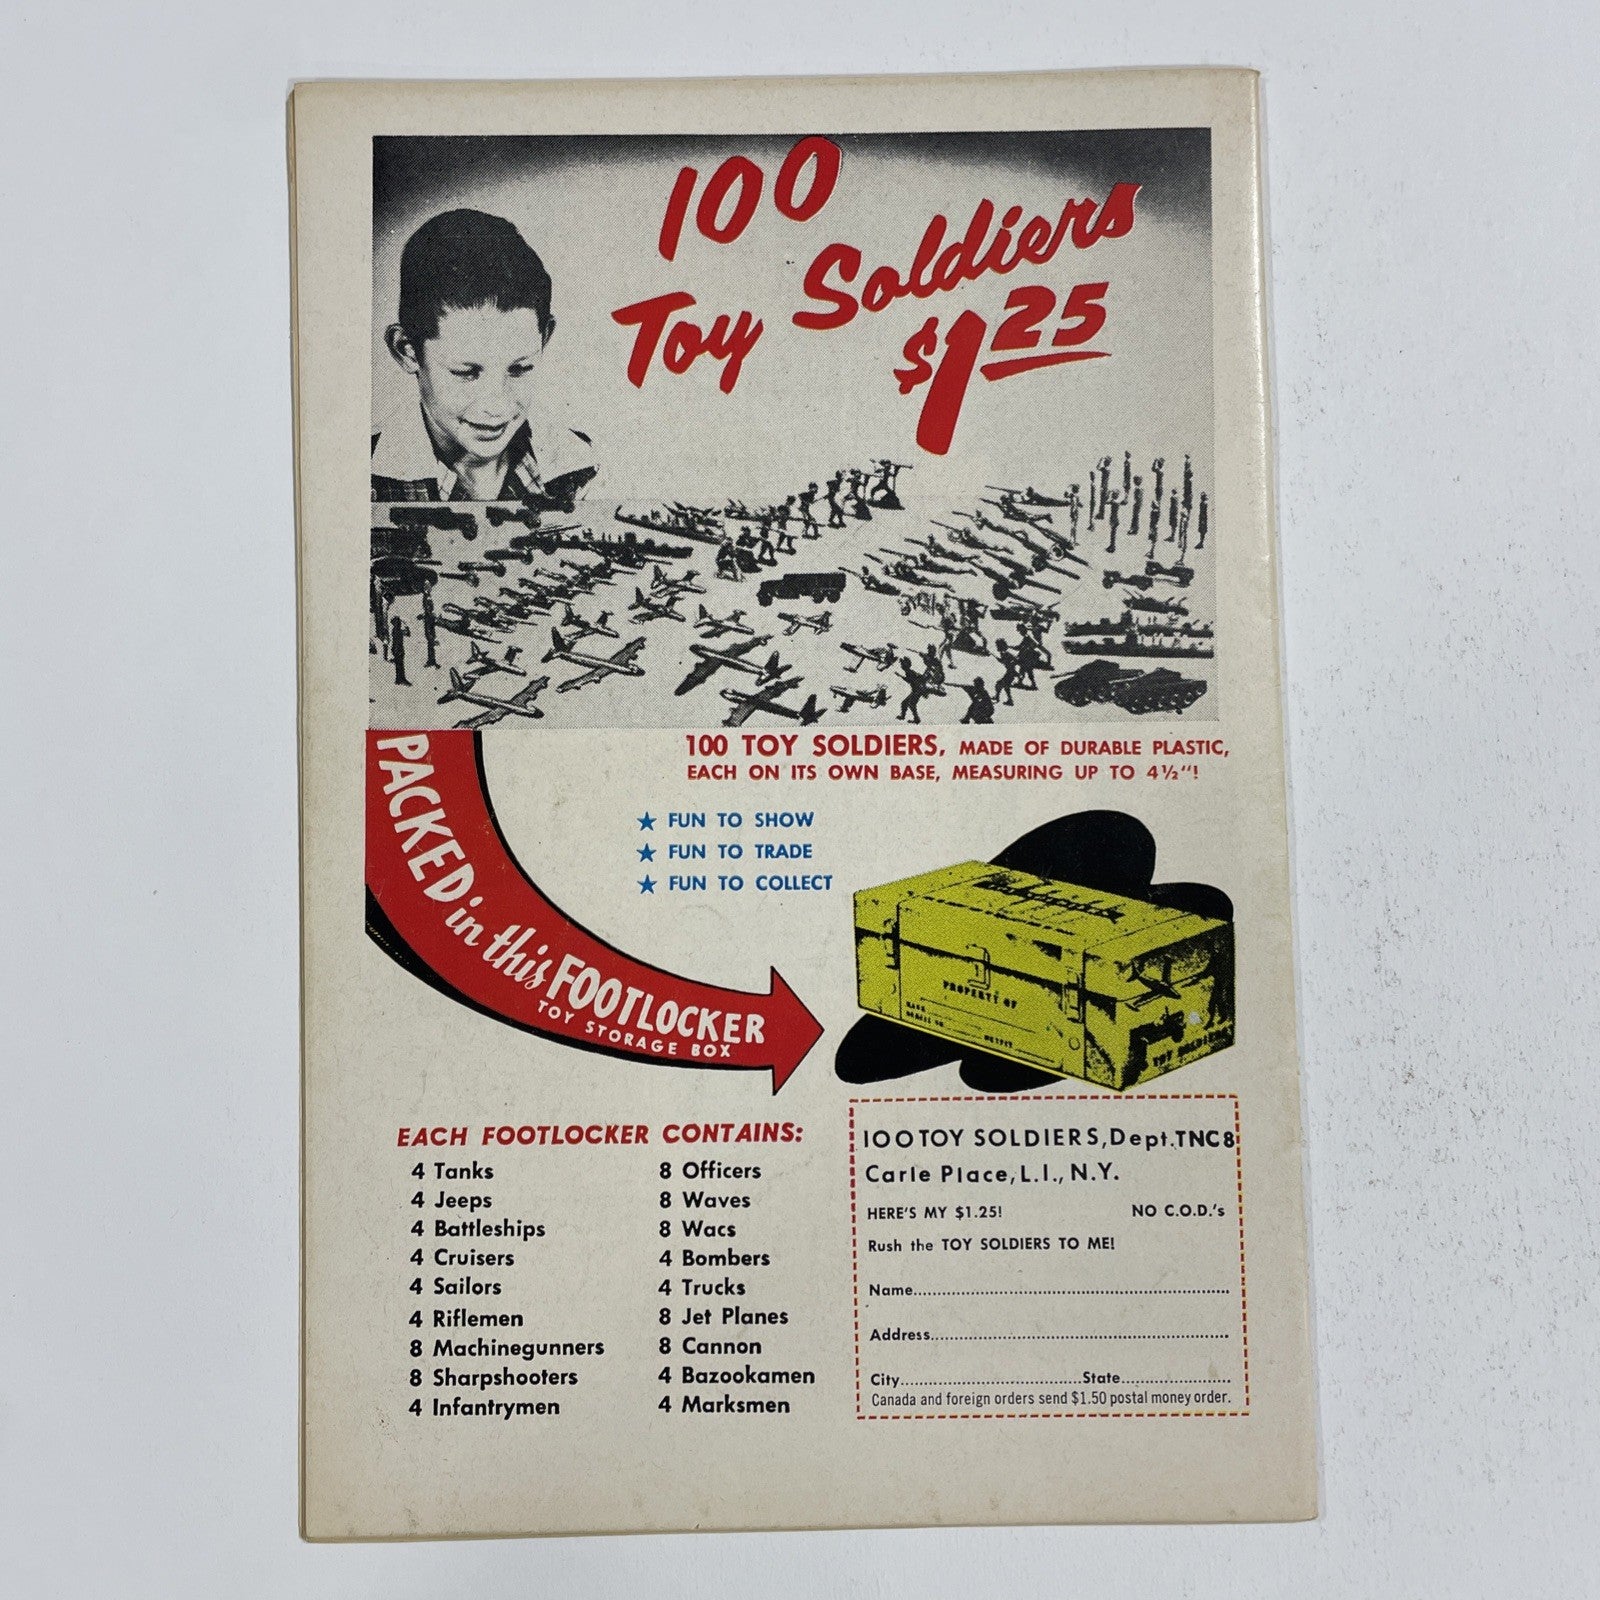 100
Toy Soldiers
$1.25
100 TOY SOLDIERS, MADE OF DURABLE PLASTIC,
EACH ON ITS OWN BASE, MEASURING UP TO 4½"!
★ FUN TO SHOW
★ FUN TO TRADE
★ FUN TO COLLECT
PACKED in this FOOTLOCKER
TOY STORAGE BOX
PROPERTY OF
TOY SOLDIERS
EACH FOOTLOCKER CONTAINS:
4 Tanks
4 Jeeps
4 Battleships
4 Cruisers
4 Sailors
4 Riflemen
8 Machinegunners
8 Sharpshooters
4 Infantrymen
8 Officers
8 Waves
8 Wacs
4 Bombers
4 Trucks
8 Jet Planes
8 Cannon
4 Bazookamen
4 Marksmen
100 TOY SOLDIERS, Dept. TNC8
Carle Place, L.I., N.Y.
HERE'S MY $1.25! NO C.O.D.'s
Rush the TOY SOLDIERS TO ME!
Name
Address
City State
Canada and foreign orders send $1.50 postal money order.